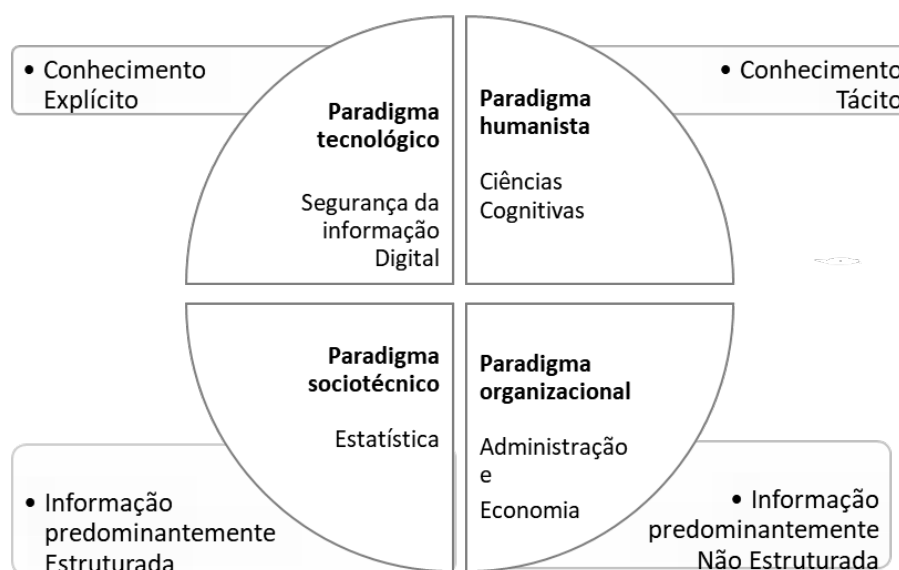 • Conhecimento
Explícito
Paradigma
tecnológico
Segurança da
informação
Digital
Paradigma
humanista
Ciências
Cognitivas
• Conhecimento
Tácito
• Informação
predominantemente
Estruturada
Paradigma
sociotécnico
Estatística
Paradigma
organizacional
Administração
e
Economia
• Informação
predominantemente
Não Estruturada